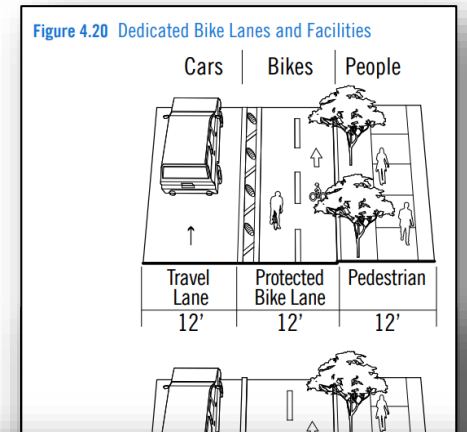 Figure 4.20 Dedicated Bike Lanes and Facilities
Cars Bikes People
Travel Lane Protected Bike Lane Pedestrian
12’ 12’ 12’